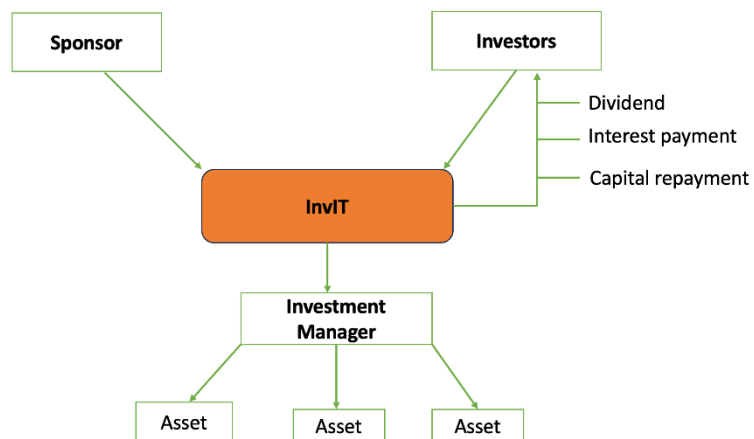 Sponsor
Investors
Dividend
Interest payment
Capital repayment
InvIT
Investment
Manager
Asset
Asset
Asset